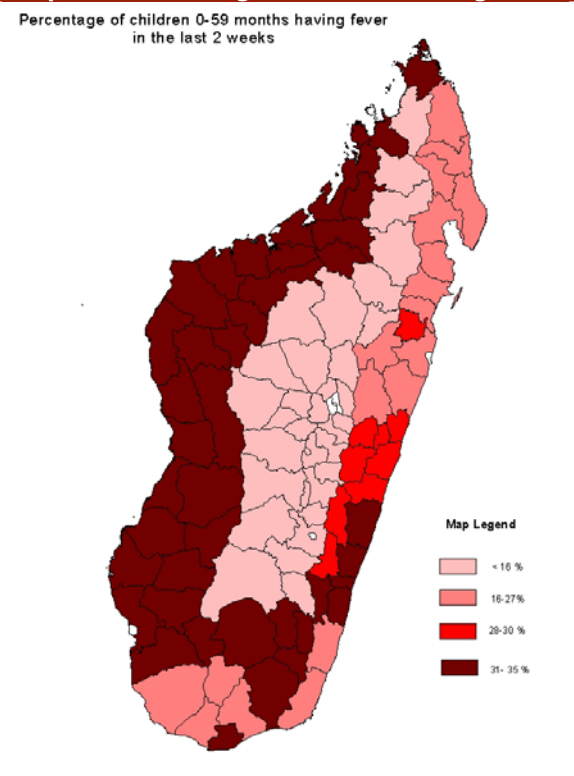 Percentage of children 0-59 months having fever
in the last 2 weeks
Map Legend
< 16 %
16-27%
28-30 %
31- 35 %